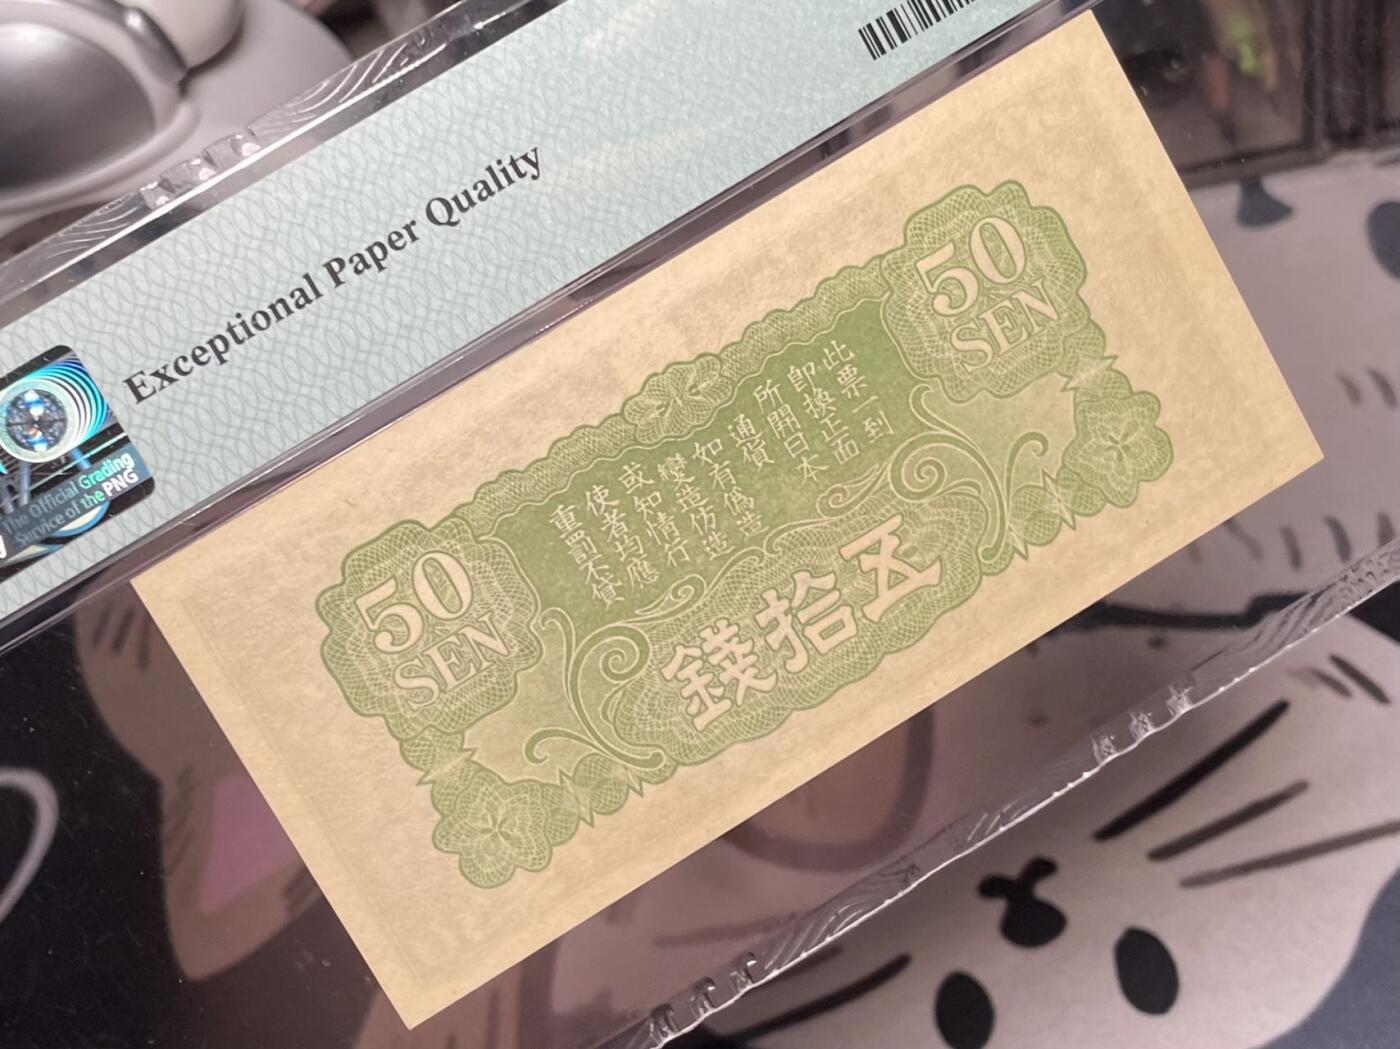 Exceptional Paper Quality
The Official Grading
Service of the PNG
50
SEN
50
SEN
此票一到
即換正面
所開日本
通貨
如有偽造
變造仿造
或知情行
使者均應
重罰不貸
五拾錢